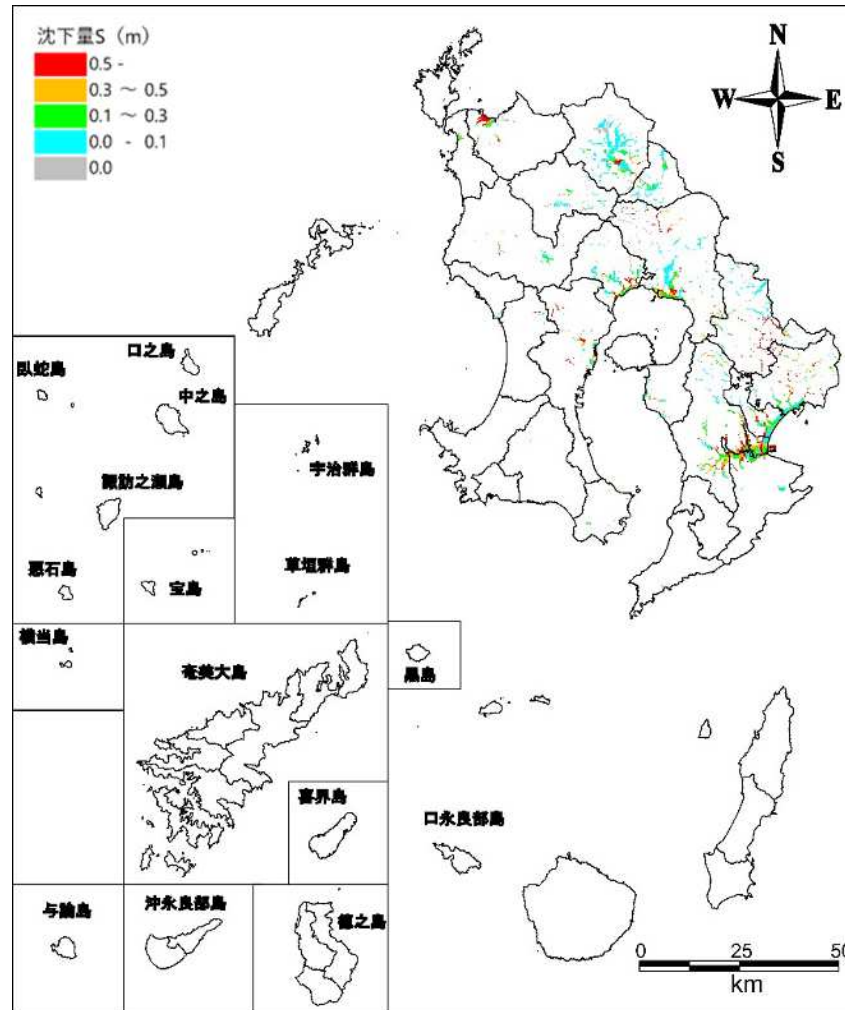 沈下量S（m）
0.5 -
0.3 ～ 0.5
0.1 ～ 0.3
0.0 - 0.1
0.0
N
W E
S
口之島
臥蛇島
中之島
宇治群島
諏訪之瀬島
悪石島
宝島
草垣群島
横当島
奄美大島
黒島
喜界島
口永良部島
与論島
沖永良部島
徳之島
0 25 50
km